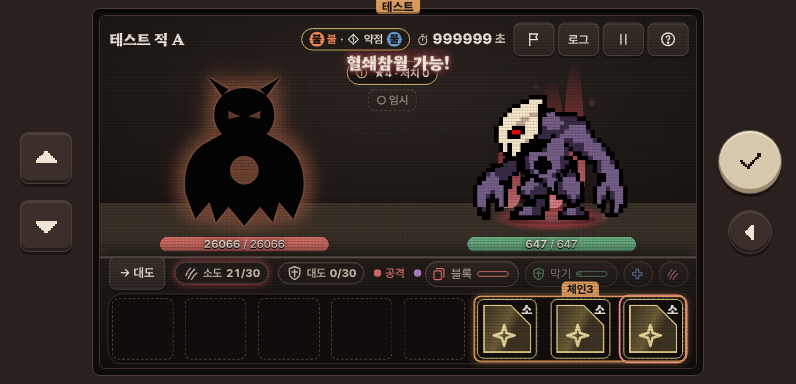 테스트
테스트 적 A
불 불 · 약점 물
999999 초
로그
혈쇄참월 가능!
임시
26066 / 26066
647 / 647
→ 대도
소도 21/30
대도 0/30
공격
블록
막기
체인3
소
소
소